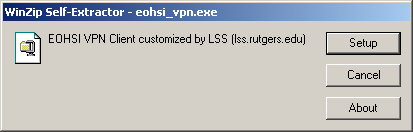 WinZip Self-Extractor - eohsi_vpn.exe
EOHSI VPN Client customized by LSS (lss.rutgers.edu)
Setup
Cancel
About